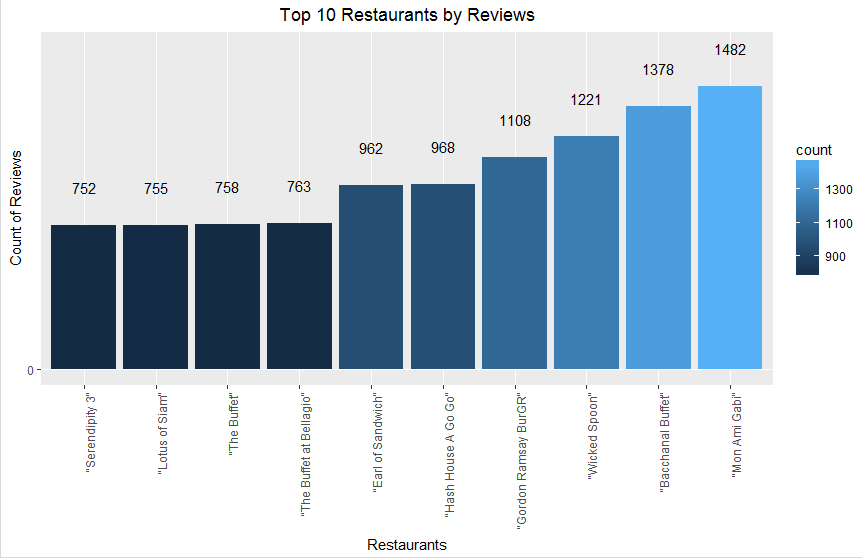 Top 10 Restaurants by Reviews
Count of Reviews
752
755
758
763
962
968
1108
1221
1378
1482
0
"Serendipity 3"
"Lotus of Siam"
"The Buffet"
"The Buffet at Bellagio"
"Earl of Sandwich"
"Hash House A Go Go"
"Gordon Ramsay BurGR"
"Wicked Spoon"
"Bacchanal Buffet"
"Mon Ami Gabi"
Restaurants
count
1300
1100
900